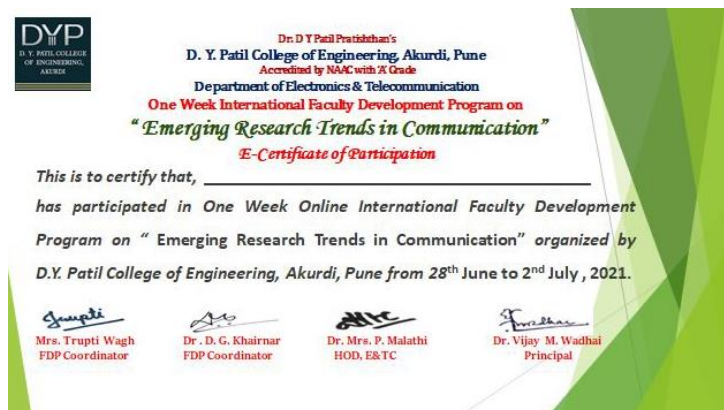 DYP
D. Y. PATIL COLLEGE
OF ENGINEERING,
AKURDI
Dr. D Y Patil Pratishthan's
D. Y. Patil College of Engineering, Akurdi, Pune
Accredited by NAAC with 'A' Grade
Department of Electronics & Telecommunication
One Week International Faculty Development Program on
“ Emerging Research Trends in Communication”
E-Certificate of Participation
This is to certify that, ___________________________________
has participated in One Week Online International Faculty Development
Program on “ Emerging Research Trends in Communication” organized by
D.Y. Patil College of Engineering, Akurdi, Pune from 28th June to 2nd July , 2021.
Mrs. Trupti Wagh
FDP Coordinator
Dr . D. G. Khairnar
FDP Coordinator
Dr. Mrs. P. Malathi
HOD, E&TC
Dr. Vijay M. Wadhai
Principal